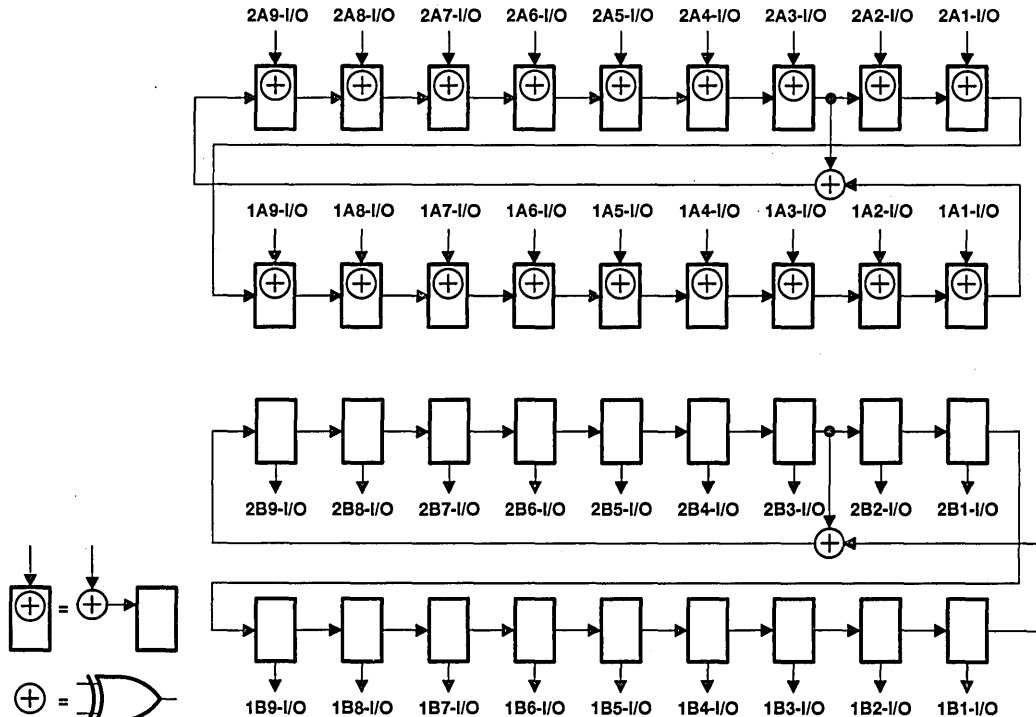 2A9-I/O 2A8-I/O 2A7-I/O 2A6-I/O 2A5-I/O 2A4-I/O 2A3-I/O 2A2-I/O 2A1-I/O
1A9-I/O 1A8-I/O 1A7-I/O 1A6-I/O 1A5-I/O 1A4-I/O 1A3-I/O 1A2-I/O 1A1-I/O
2B9-I/O 2B8-I/O 2B7-I/O 2B6-I/O 2B5-I/O 2B4-I/O 2B3-I/O 2B2-I/O 2B1-I/O
=
=
1B9-I/O 1B8-I/O 1B7-I/O 1B6-I/O 1B5-I/O 1B4-I/O 1B3-I/O 1B2-I/O 1B1-I/O